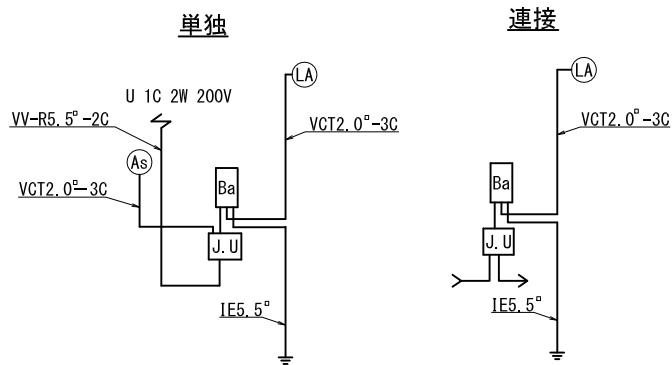 単独
連接
LA
LA
U 1C 2W 200V
VV-R5.5□-2C
VCT2.0□-3C
VCT2.0□-3C
As
Ba
Ba
VCT2.0□-3C
J.U
J.U
IE5.5□
IE5.5□